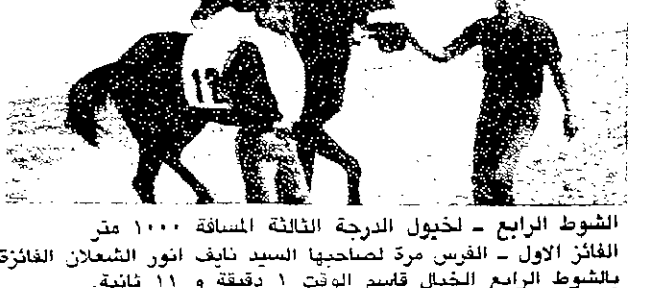 12
الشوط الرابع ـ لخيول الدرجة الثالثة المسافة ١٠٠٠ متر
الفائز الاول ـ الفرس مرة لصاحبها السيد نايف انور الشعلان الفائزة
بالشوط الرابع الخيال قاسم الوقت ١ دقيقة و ١١ ثانية.